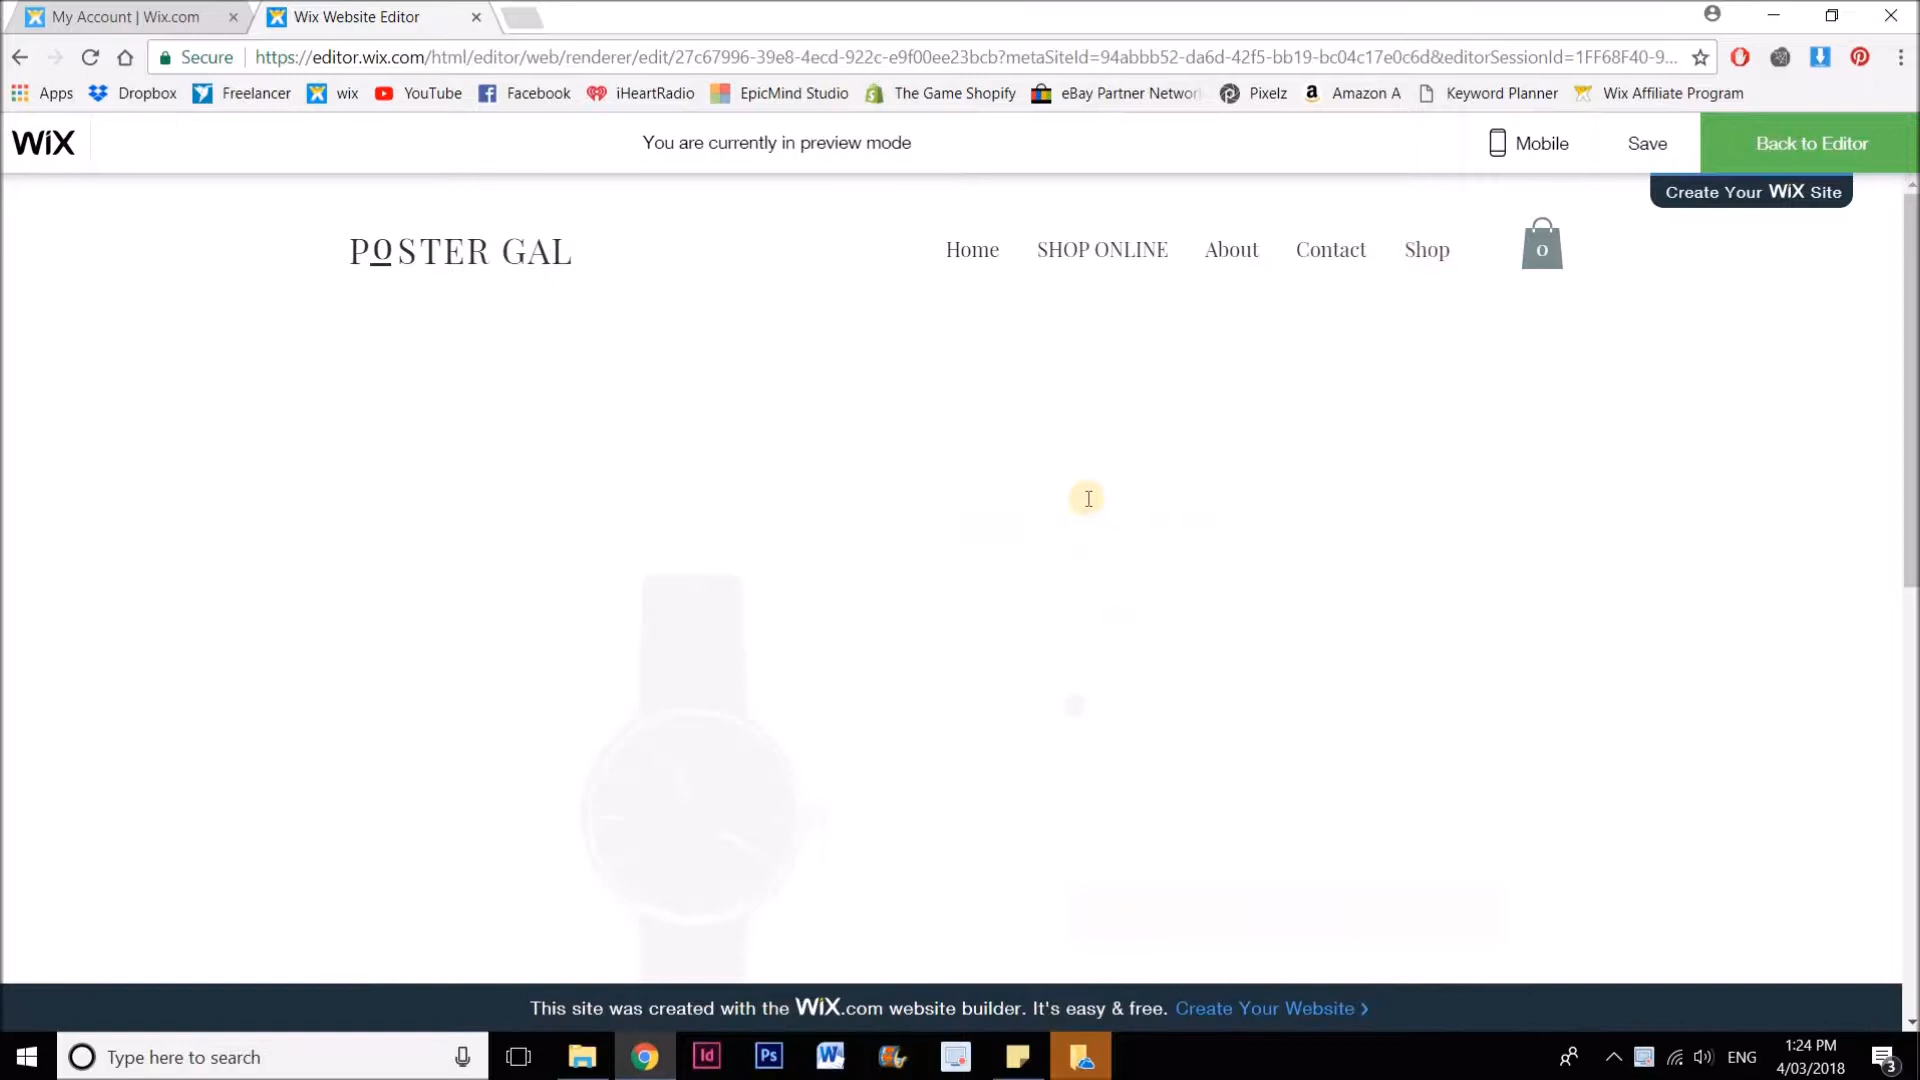 My Account | Wix.com
Wix Website Editor
Secure
https://editor.wix.com/html/editor/web/renderer/edit/27c67996-39e8-4ecd-922c-e9f00ee23bcb?metaSiteId=94abbb52-da6d-42f5-bb19-bc04c17e0c6d&editorSessionId=1FF68F40-9...
Apps Dropbox Freelancer wix YouTube Facebook iHeartRadio EpicMind Studio The Game Shopify eBay Partner Networ Pixelz Amazon A Keyword Planner Wix Affiliate Program
WiX You are currently in preview mode Mobile Save Back to Editor
Create Your WiX Site
POSTER GAL Home SHOP ONLINE About Contact Shop 0
This site was created with the WiX.com website builder. It's easy & free. Create Your Website >
Type here to search
Id Ps W
ENG
1:24 PM
4/03/2018
3